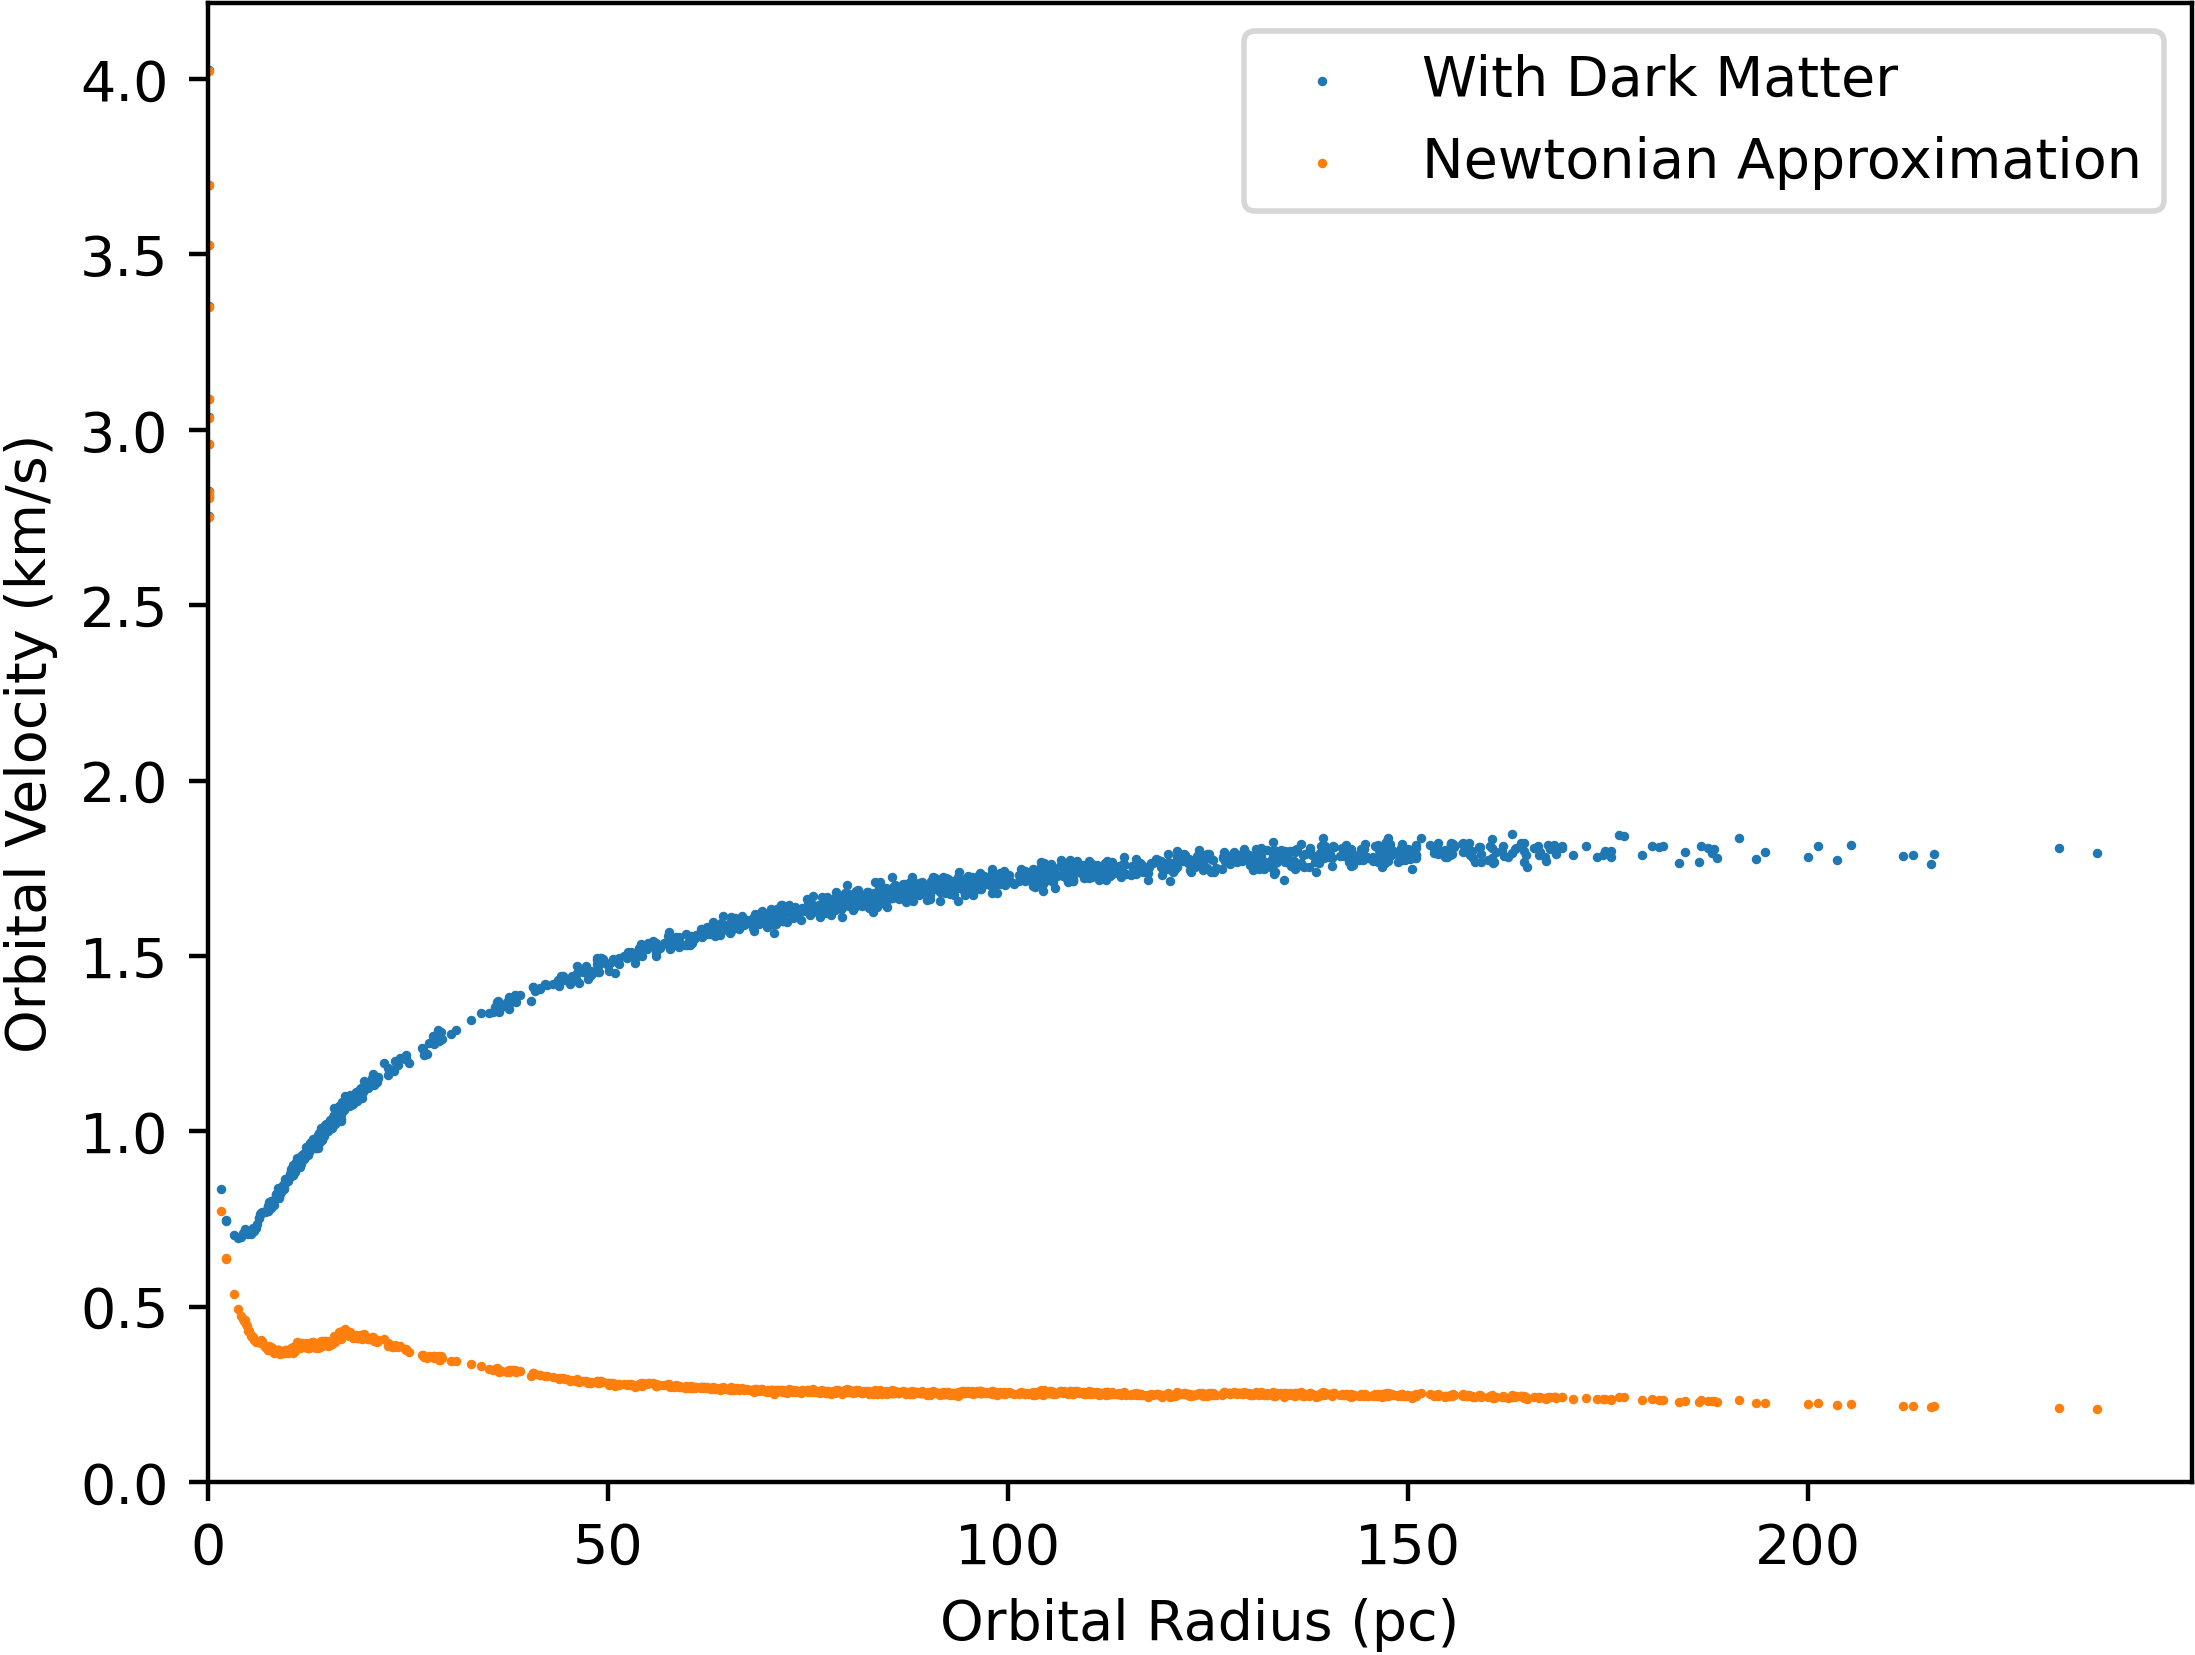 With Dark Matter
Newtonian Approximation
4.0
3.5
3.0
2.5
2.0
1.5
1.0
0.5
0.0
Orbital Velocity (km/s)
0 50 100 150 200
Orbital Radius (pc)